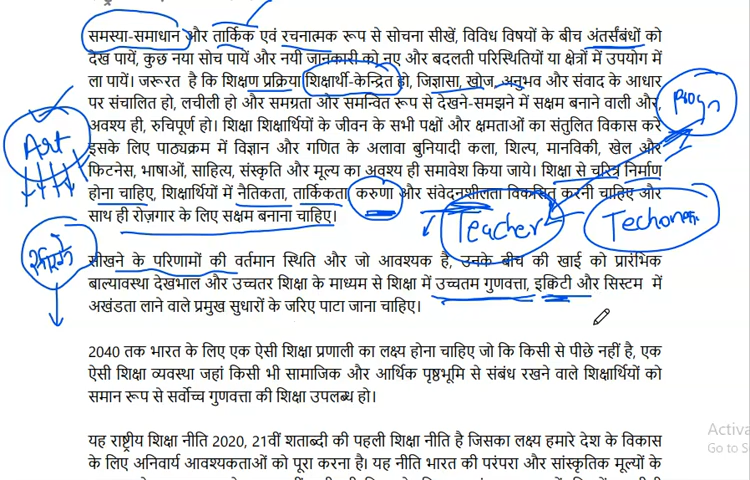 समस्या-समाधान और तार्किक एवं रचनात्मक रूप से सोचना सीखें, विविध विषयों के बीच अंतर्संबंधों को
देख पायें, कुछ नया सोच पायें और नयी जानकारी को नए और बदलती परिस्थितियों या क्षेत्रों में उपयोग में
ला पायें। जरूरत है कि शिक्षण प्रक्रिया शिक्षार्थी-केन्द्रित हो, जिज्ञासा, खोज, अनुभव और संवाद के आधार
पर संचालित हो, लचीली हो और समग्रता और समन्वित रूप से देखने-समझने में सक्षम बनाने वाली और,
अवश्य ही, रुचिपूर्ण हो। शिक्षा शिक्षार्थियों के जीवन के सभी पक्षों और क्षमताओं का संतुलित विकास करे
इसके लिए पाठ्यक्रम में विज्ञान और गणित के अलावा बुनियादी कला, शिल्प, मानविकी, खेल और
फिटनेस, भाषाओं, साहित्य, संस्कृति और मूल्य का अवश्य ही समावेश किया जाये। शिक्षा से चरित्र निर्माण
होना चाहिए, शिक्षार्थियों में नैतिकता, तार्किकता, करुणा और संवेदनशीलता विकसित करनी चाहिए और
साथ ही रोज़गार के लिए सक्षम बनाना चाहिए।
Art
Teacher
सीखने के परिणामों की वर्तमान स्थिति और जो आवश्यक है, उनके बीच की खाई को प्रारंभिक
बाल्यावस्था देखभाल और उच्चतर शिक्षा के माध्यम से शिक्षा में उच्चतम गुणवत्ता, इक्विटी और सिस्टम में
अखंडता लाने वाले प्रमुख सुधारों के जरिए पाटा जाना चाहिए।
2040 तक भारत के लिए एक ऐसी शिक्षा प्रणाली का लक्ष्य होना चाहिए जो कि किसी से पीछे नहीं है, एक
ऐसी शिक्षा व्यवस्था जहां किसी भी सामाजिक और आर्थिक पृष्ठभूमि से संबंध रखने वाले शिक्षार्थियों को
समान रूप से सर्वोच्च गुणवत्ता की शिक्षा उपलब्ध हो।
Activa
Go to S
यह राष्ट्रीय शिक्षा नीति 2020, 21वीं शताब्दी की पहली शिक्षा नीति है जिसका लक्ष्य हमारे देश के विकास
के लिए अनिवार्य आवश्यकताओं को पूरा करना है। यह नीति भारत की परंपरा और सांस्कृतिक मूल्यों के